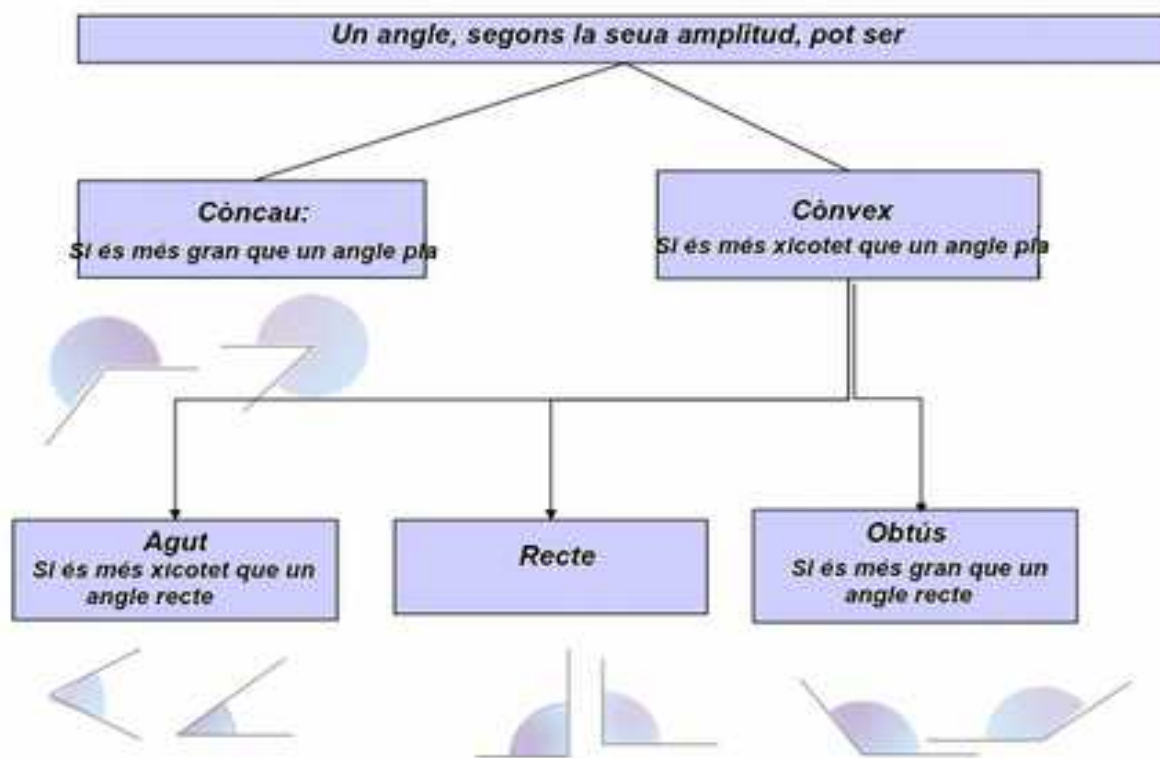 Un angle, segons la seua amplitud, pot ser
Còncau:
Si és més gran que un angle pla
Cònvex
Si és més xicotet que un angle pla
Agut
Si és més xicotet que un
angle recte
Recte
Obtús
Si és més gran que un
angle recte